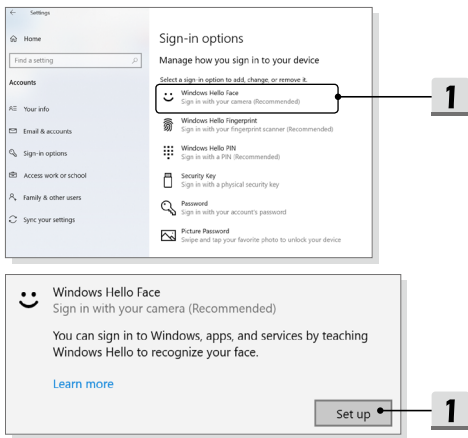 Settings
Home
Find a setting
Accounts
Your info
Email & accounts
Sign-in options
Access work or school
Family & other users
Sync your settings
Sign-in options
Manage how you sign in to your device
Select a sign-in option to add, change, or remove it.
Windows Hello Face
Sign in with your camera (Recommended)
Windows Hello Fingerprint
Sign in with your fingerprint scanner (Recommended)
Windows Hello PIN
Sign in with a PIN (Recommended)
Security Key
Sign in with a physical security key
Password
Sign in with your account's password
Picture Password
Swipe and tap your favorite photo to unlock your device
1
Windows Hello Face
Sign in with your camera (Recommended)
You can sign in to Windows, apps, and services by teaching
Windows Hello to recognize your face.
Learn more
Set up
1